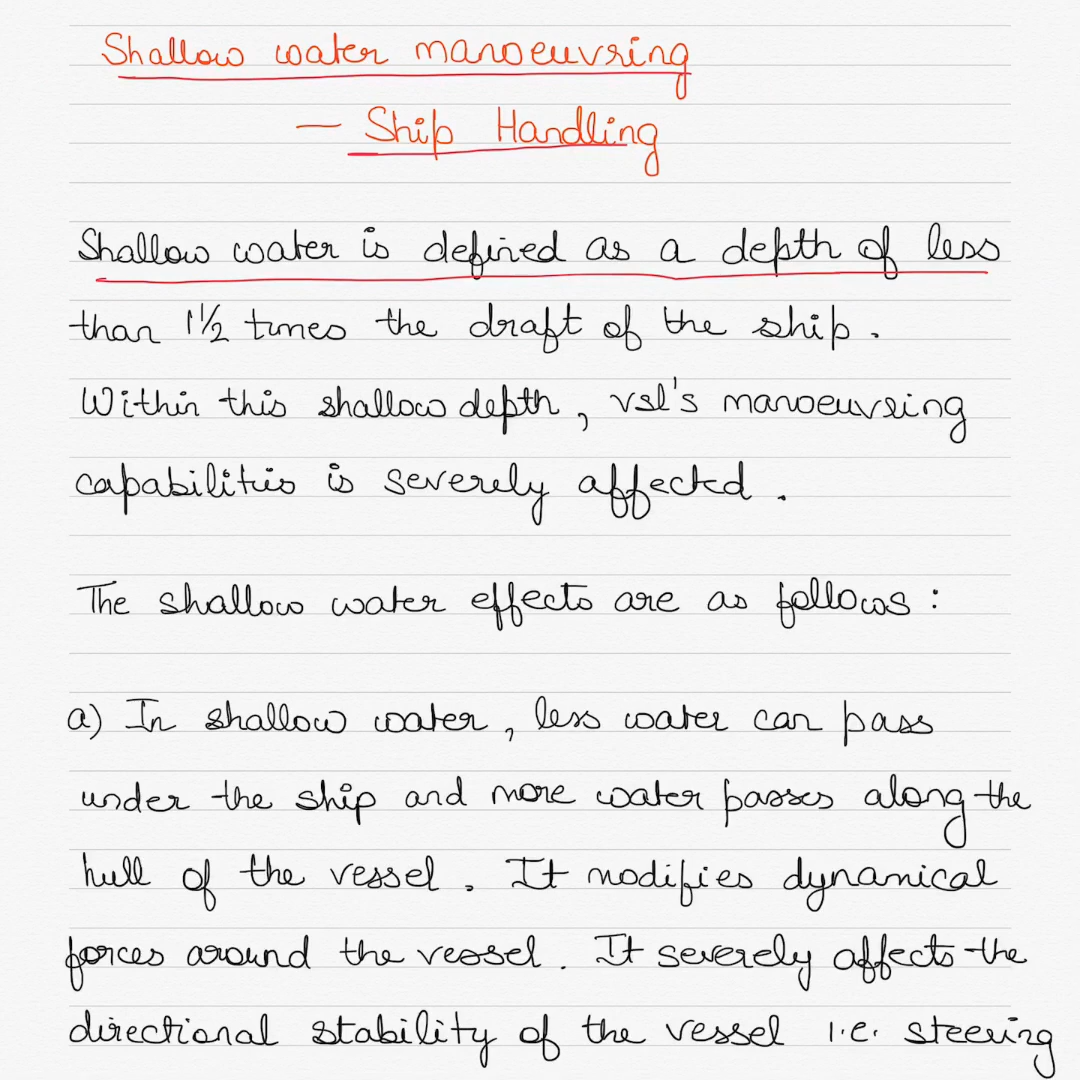 Shallow water manoeuvring
— Ship Handling
Shallow water is defined as a depth of less
than 1½ times the draft of the ship.
Within this shallow depth, vsl's manoeuvring
capabilities is severely affected.
The shallow water effects are as follows:
a) In shallow water, less water can pass
under the ship and more water passes along the
hull of the vessel. It modifies dynamical
forces around the vessel. It severely affects the
directional stability of the vessel i.e. steering